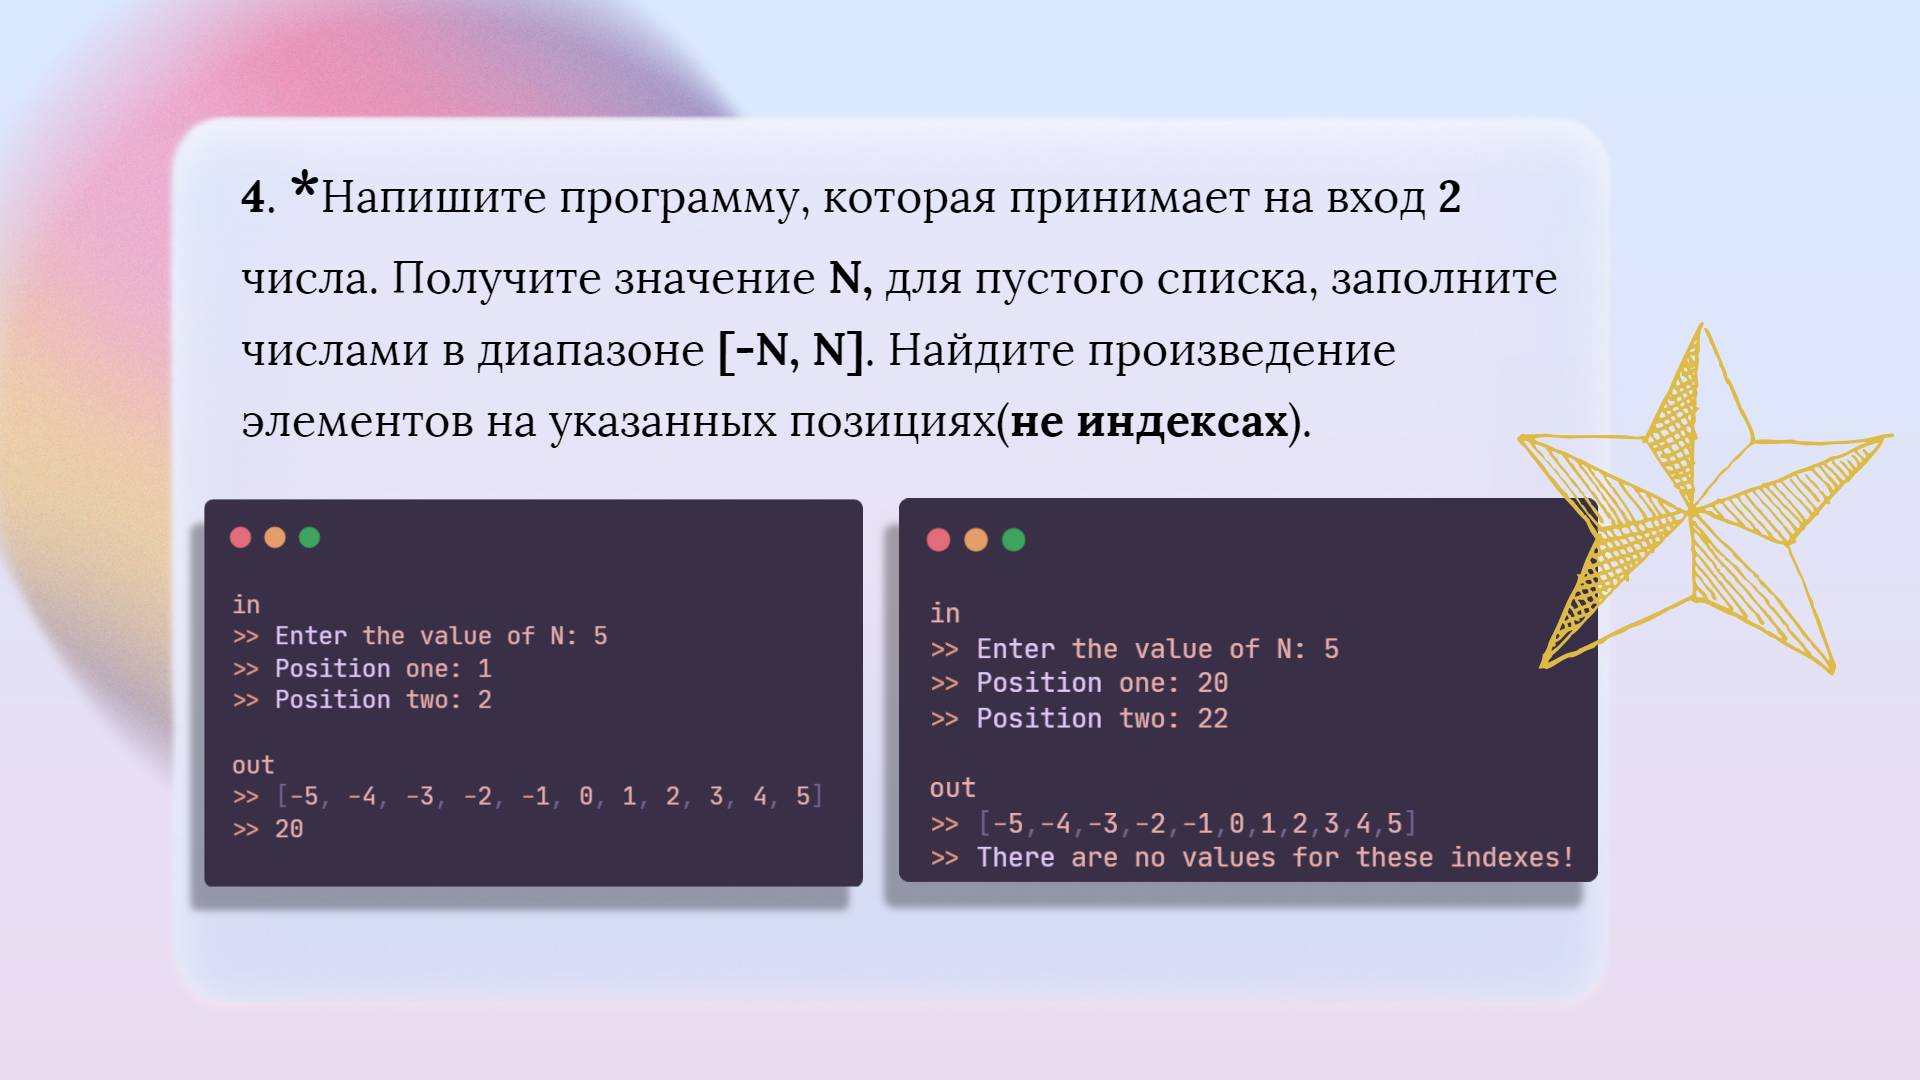 4. *Напишите программу, которая принимает на вход 2
числа. Получите значение N, для пустого списка, заполните
числами в диапазоне [-N, N]. Найдите произведение
элементов на указанных позициях(не индексах).
in
>> Enter the value of N: 5
>> Position one: 1
>> Position two: 2
out
>> [-5, -4, -3, -2, -1, 0, 1, 2, 3, 4, 5]
>> 20
in
>> Enter the value of N: 5
>> Position one: 20
>> Position two: 22
out
>> [-5,-4,-3,-2,-1,0,1,2,3,4,5]
>> There are no values for these indexes!